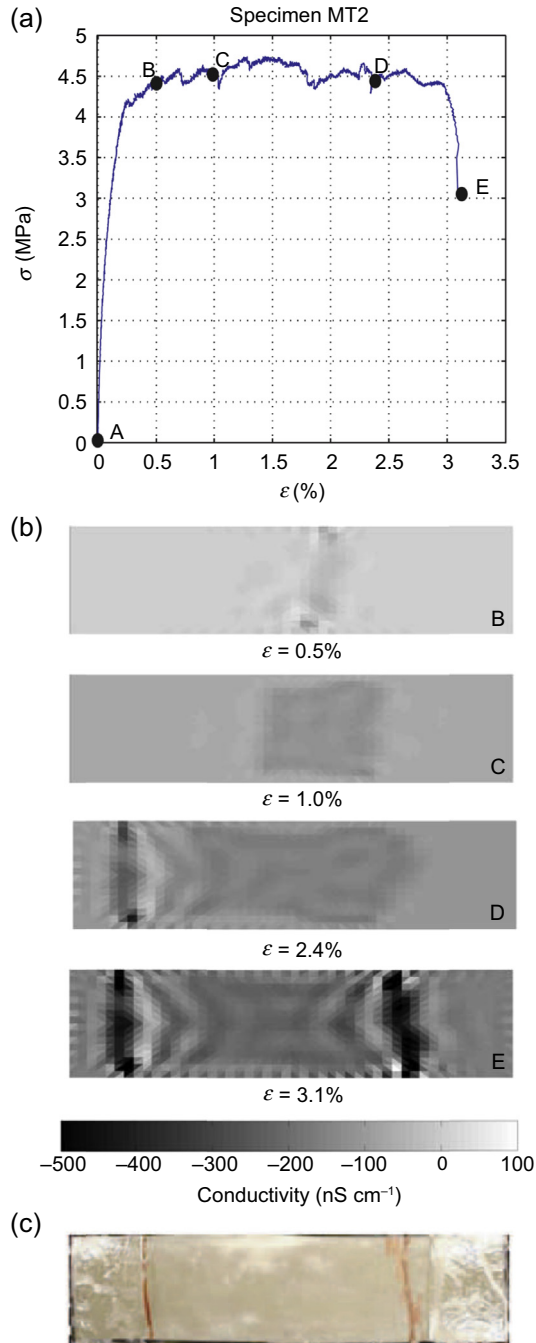 (a)
Specimen MT2
5
4.5
4
3.5
3
2.5
2
1.5
1
0.5
0
σ (MPa)
A
B
C
D
E
0 0.5 1 1.5 2 2.5 3 3.5
ε (%)
(b)
B
ε = 0.5%
C
ε = 1.0%
D
ε = 2.4%
E
ε = 3.1%
–500 –400 –300 –200 –100 0 100
Conductivity (nS cm⁻¹)
(c)